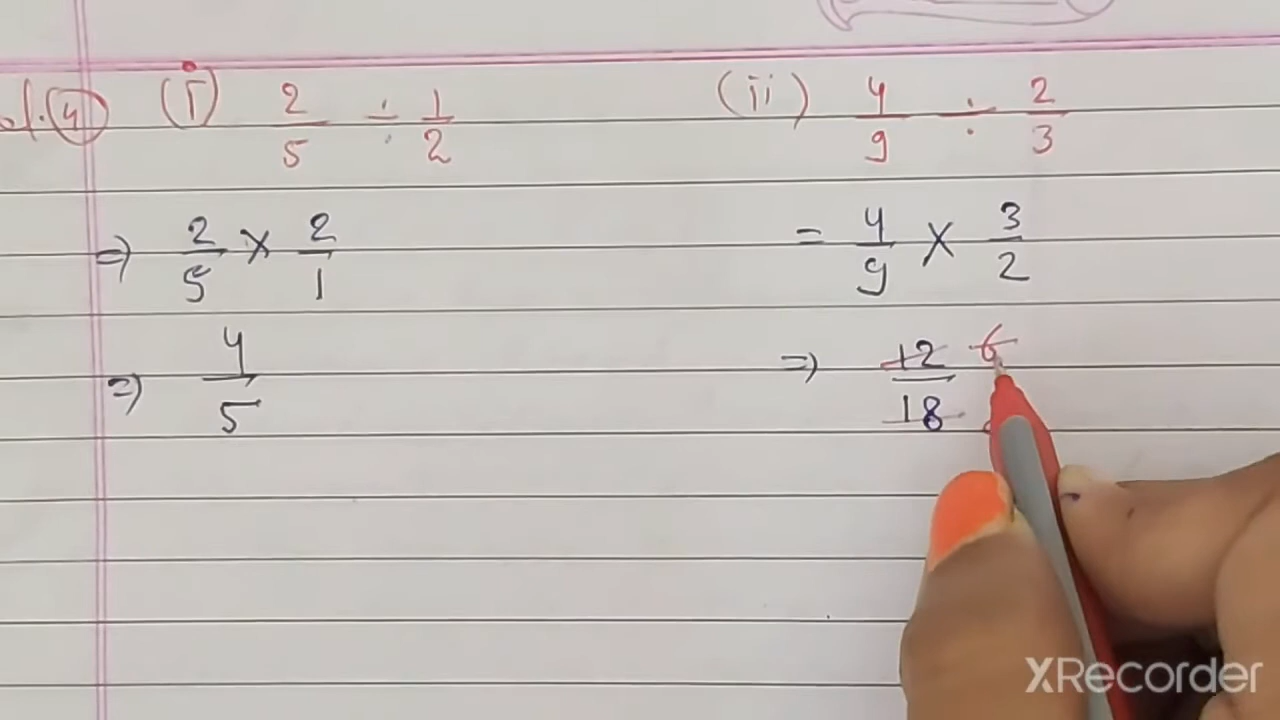 ol.(4) (i) 2/5 ÷ 1/2 (ii) 4/9 ÷ 2/3
⇒ 2/5 × 2/1 = 4/9 × 3/2
⇒ 4/5 ⇒ 12/18 6
XRecorder